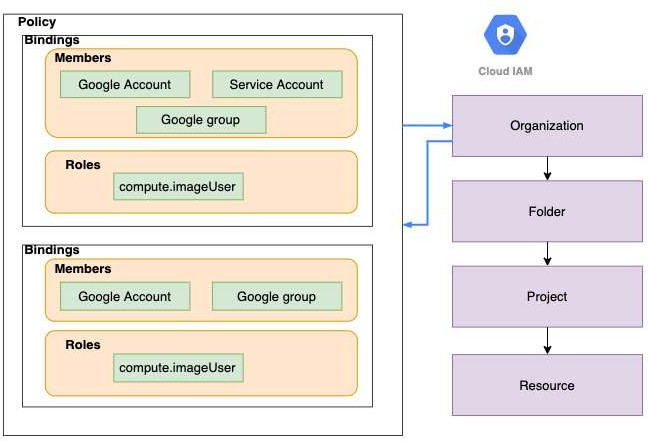 Policy
Bindings
Members
Google Account
Service Account
Google group
Roles
compute.imageUser
Bindings
Members
Google Account
Google group
Roles
compute.imageUser
Cloud IAM
Organization
Folder
Project
Resource